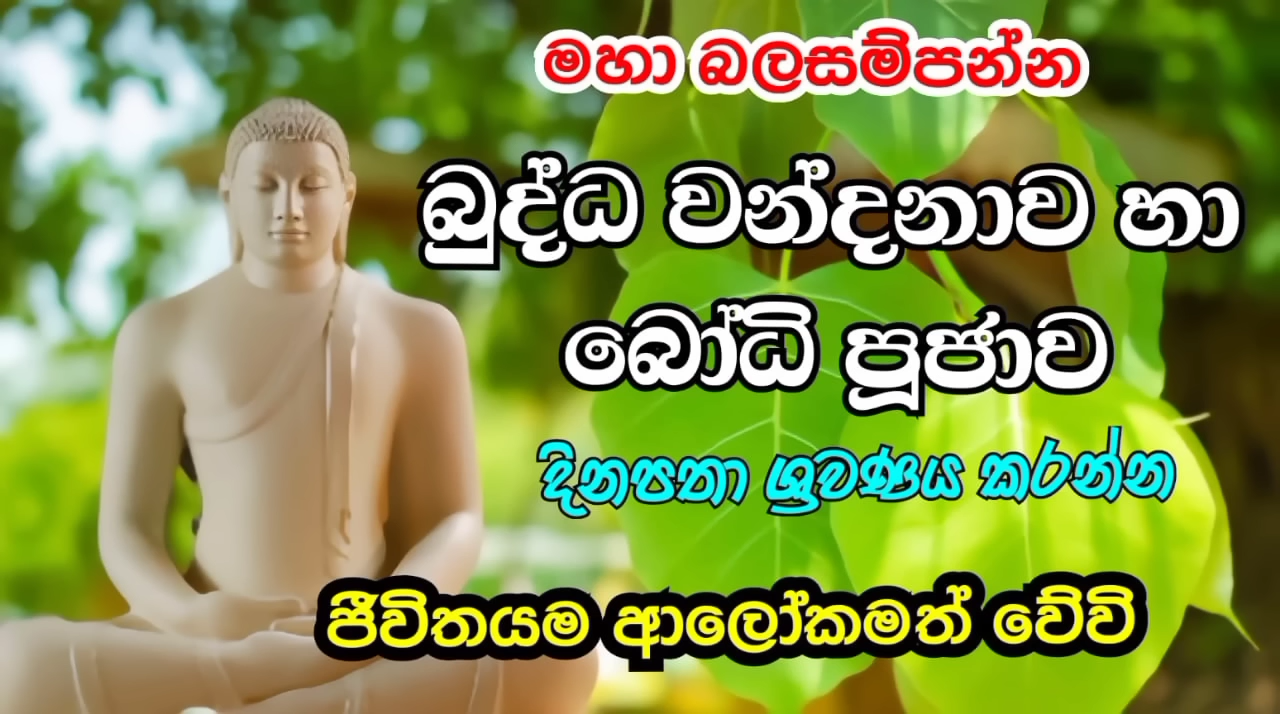 මහා බලසම්පන්න
බුද්ධ වන්දනාව හා
බෝධි පූජාව
දිනපතා ශ්‍රවණය කරන්න
ජීවිතයම ආලෝකමත් වේවි